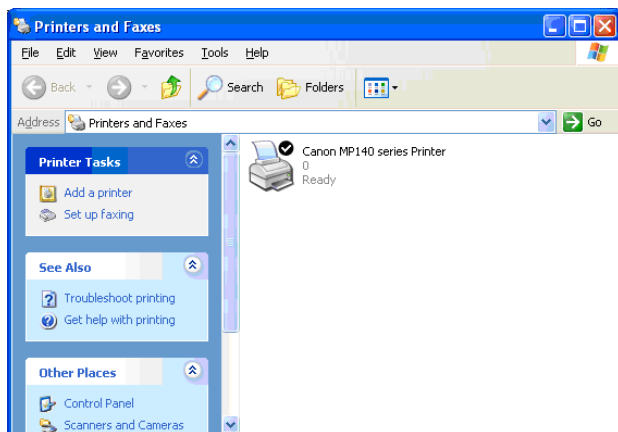 Printers and Faxes
File Edit View Favorites Tools Help
Back Search Folders
Address Printers and Faxes Go
Printer Tasks
Add a printer
Set up faxing
See Also
Troubleshoot printing
Get help with printing
Other Places
Control Panel
Scanners and Cameras
Canon MP140 series Printer
0
Ready